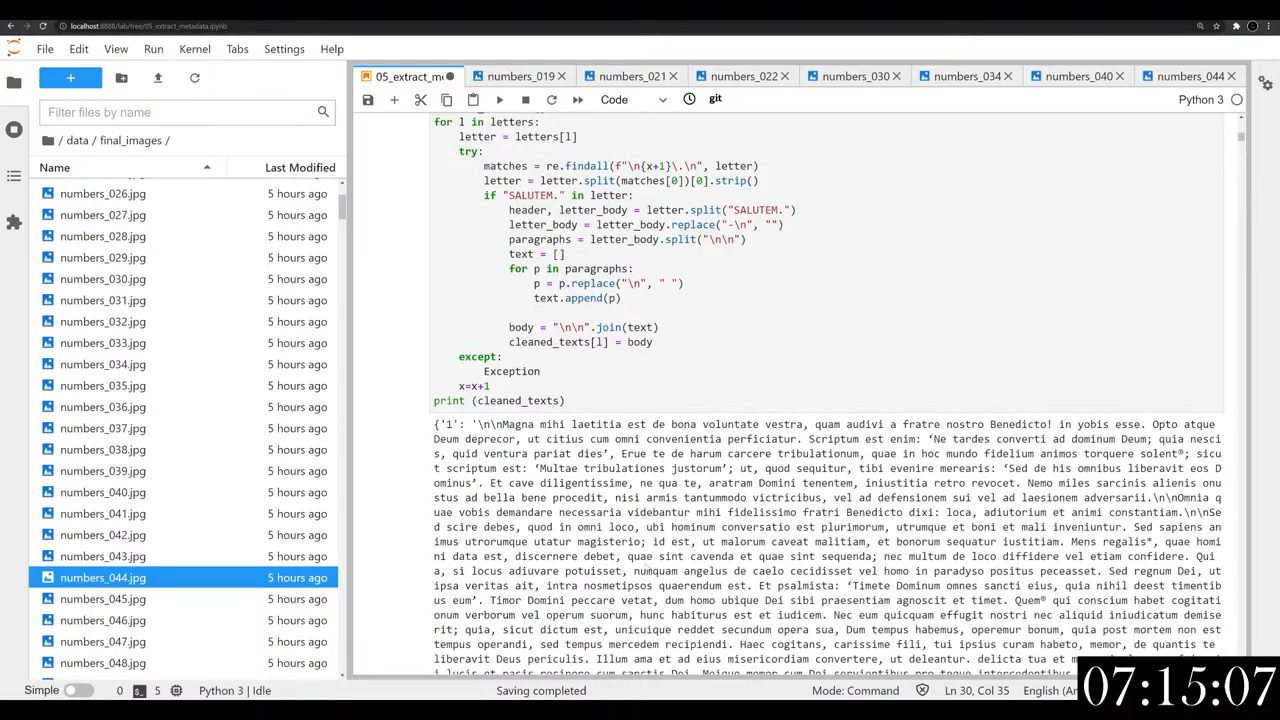 localhost:8888/lab/tree/05_extract_metadata.ipynb
File Edit View Run Kernel Tabs Settings Help
05_extract_me numbers_019 numbers_021 numbers_022 numbers_030 numbers_034 numbers_040 numbers_044
Code git Python 3
Filter files by name
/ data / final_images /
Name Last Modified
numbers_026.jpg 5 hours ago
numbers_027.jpg 5 hours ago
numbers_028.jpg 5 hours ago
numbers_029.jpg 5 hours ago
numbers_030.jpg 5 hours ago
numbers_031.jpg 5 hours ago
numbers_032.jpg 5 hours ago
numbers_033.jpg 5 hours ago
numbers_034.jpg 5 hours ago
numbers_035.jpg 5 hours ago
numbers_036.jpg 5 hours ago
numbers_037.jpg 5 hours ago
numbers_038.jpg 5 hours ago
numbers_039.jpg 5 hours ago
numbers_040.jpg 5 hours ago
numbers_041.jpg 5 hours ago
numbers_042.jpg 5 hours ago
numbers_043.jpg 5 hours ago
numbers_044.jpg 5 hours ago
numbers_045.jpg 5 hours ago
numbers_046.jpg 5 hours ago
numbers_047.jpg 5 hours ago
numbers_048.jpg 5 hours ago
for l in letters:
letter = letters[l]
try:
matches = re.findall(f"\n{x+1}\.\n", letter)
letter = letter.split(matches[0])[0].strip()
if "SALUTEM." in letter:
header, letter_body = letter.split("SALUTEM.")
letter_body = letter_body.replace("-\n", "")
paragraphs = letter_body.split("\n\n")
text = []
for p in paragraphs:
p = p.replace("\n", " ")
text.append(p)
body = "\n\n".join(text)
cleaned_texts[l] = body
except:
Exception
x=x+1
print (cleaned_texts)
{'1': '\n\nMagna mihi laetitia est de bona voluntate vestra, quam audivi a fratre nostro Benedicto! in yobis esse. Opto atque
Deum deprecor, ut citius cum omni convenientia perficiatur. Scriptum est enim: ‘Ne tardes converti ad dominum Deum; quia nesci
s, quid ventura pariat dies’, Erue te de harum carcere tribulationum, quae in hoc mundo fidelium animos torquere solent®; sicu
t scriptum est: ‘Multae tribulationes justorum’; ut, quod sequitur, tibi evenire merearis: ‘Sed de his omnibus liberavit eos D
ominus’. Et cave diligentissime, ne qua te, aratram Domini tenentem, iniustitia retro revocet. Nemo miles sarcinis alienis onu
stus ad bella bene procedit, nisi armis tantummodo victricibus, vel ad defensionem sui vel ad laesionem adversarii.\n\nOmnia q
uae vobis demandare necessaria videbantur mihi fidelissimo fratri Benedicto dixi: loca, adiutorium et animi constantiam.\n\nSe
d scire debes, quod in omni loco, ubi hominum conversatio est plurimorum, utrumque et boni et mali inveniuntur. Sed sapiens an
imus utrorumque utatur magisterio; id est, ut malorum caveat malitiam, et bonorum sequatur iustitiam. Mens regalis*, quae homi
ni data est, discernere debet, quae sint cavenda et quae sint sequenda; nec multum de loco diffidere vel etiam confidere. Qui
a, si locus adiuvare potuisset, nunquam angelus de caelo cecidisset vel homo in paradyso positus peceasset. Sed regnum Dei, ut
ipsa veritas ait, intra nosmetipsos quaerendum est. Et psalmista: ‘Timete Dominum omnes sancti eius, quia nihil deest timentib
us eum’. Timor Domini peccare vetat, dum homo ubique Dei sibi praesentiam agnoscit et timet. Quem® qui conscium habet cogitati
onum verborum vel operum suorum, hunc habiturus est et iudicem. Nec eum quicquam effugit nostri nec aliquid iniudicatum demise
rit; quia, sicut dictum est, unicuique reddet secundum opera sua, Dum tempus habemus, operemur bonum, quia post mortem non est
tempus operandi, sed tempus mercedem recipiendi. Haec cogitans, carissime fili, tui ipsius curam habeto, memor, de quantis te
liberavit Deus periculis. Illum ama et ad eius misericordiam convertere, ut deleantur. delicta tua et
Simple 0 5 Python 3 | Idle Saving completed Mode: Command Ln 30, Col 35 English (Am
07:15:07